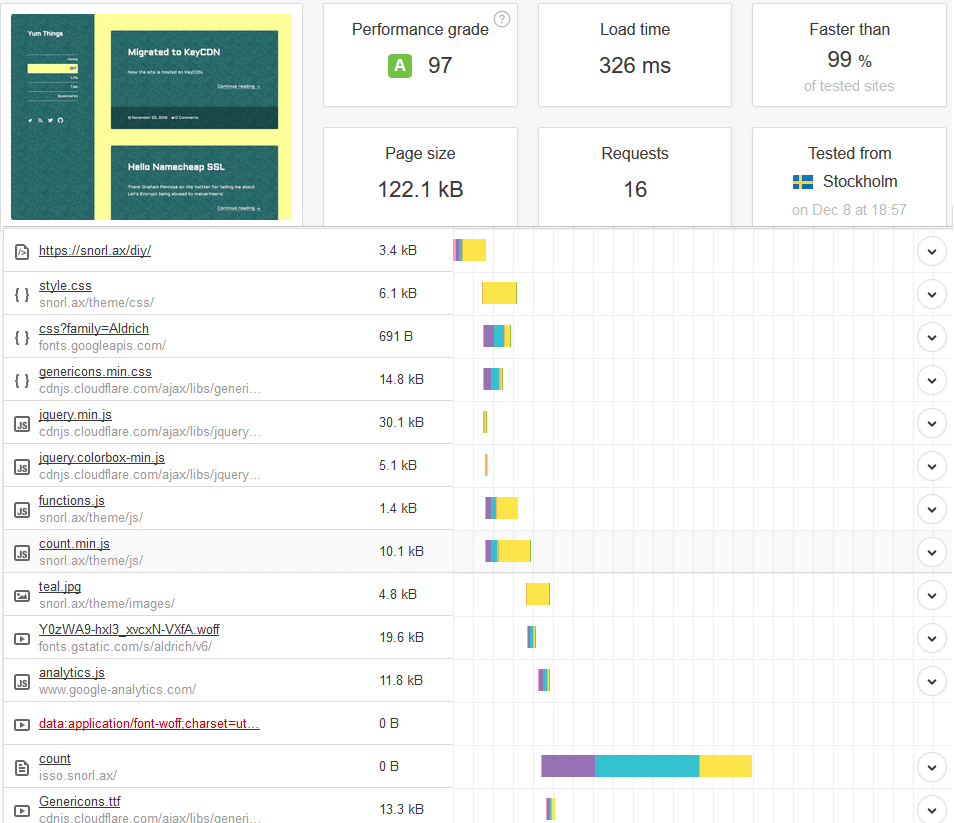 Yum Things
Home
DIY
Life
Talk
Bookmarks
Migrated to KeyCDN
Now the site is hosted on KeyCDN.
Continue reading →
November 23, 2016 0 Comments
Hello Namecheap SSL
Thank Graham Penrose on the twitter for telling me about
Let's Encrypt being abused by malvertisers!
Continue reading →
Performance grade ?
A 97
Load time
326 ms
Faster than
99 %
of tested sites
Page size
122.1 kB
Requests
16
Tested from
Stockholm
on Dec 8 at 18:57
https://snorl.ax/diy/ 3.4 kB
style.css
snorl.ax/theme/css/
6.1 kB
css?family=Aldrich
fonts.googleapis.com/
691 B
genericons.min.css
cdnjs.cloudflare.com/ajax/libs/generi…
14.8 kB
jquery.min.js
cdnjs.cloudflare.com/ajax/libs/jquery…
30.1 kB
jquery.colorbox-min.js
cdnjs.cloudflare.com/ajax/libs/jquery…
5.1 kB
functions.js
snorl.ax/theme/js/
1.4 kB
count.min.js
snorl.ax/theme/js/
10.1 kB
teal.jpg
snorl.ax/theme/images/
4.8 kB
Y0zWA9-hxl3_xvcxN-VXfA.woff
fonts.gstatic.com/s/aldrich/v6/
19.6 kB
analytics.js
www.google-analytics.com/
11.8 kB
data:application/font-woff;charset=ut…
0 B
count
isso.snorl.ax/
0 B
Genericons.ttf
cdnjs.cloudflare.com/ajax/libs/generi…
13.3 kB